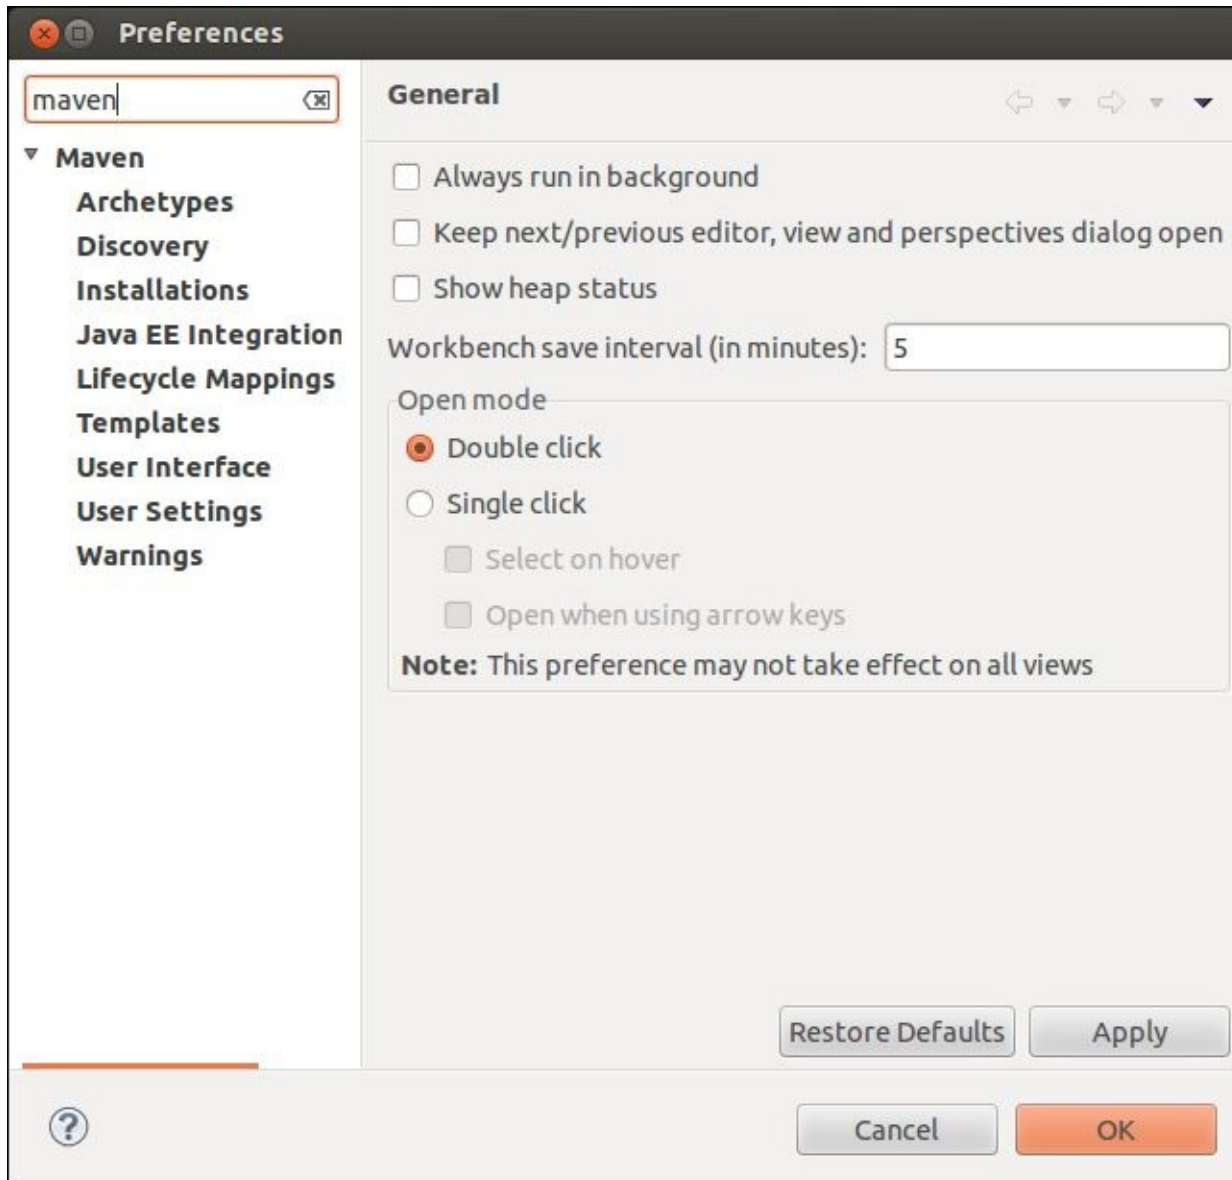 Preferences
maven
Maven
Archetypes
Discovery
Installations
Java EE Integration
Lifecycle Mappings
Templates
User Interface
User Settings
Warnings
General
Always run in background
Keep next/previous editor, view and perspectives dialog open
Show heap status
Workbench save interval (in minutes): 5
Open mode
Double click
Single click
Select on hover
Open when using arrow keys
Note: This preference may not take effect on all views
Restore Defaults Apply
? Cancel OK